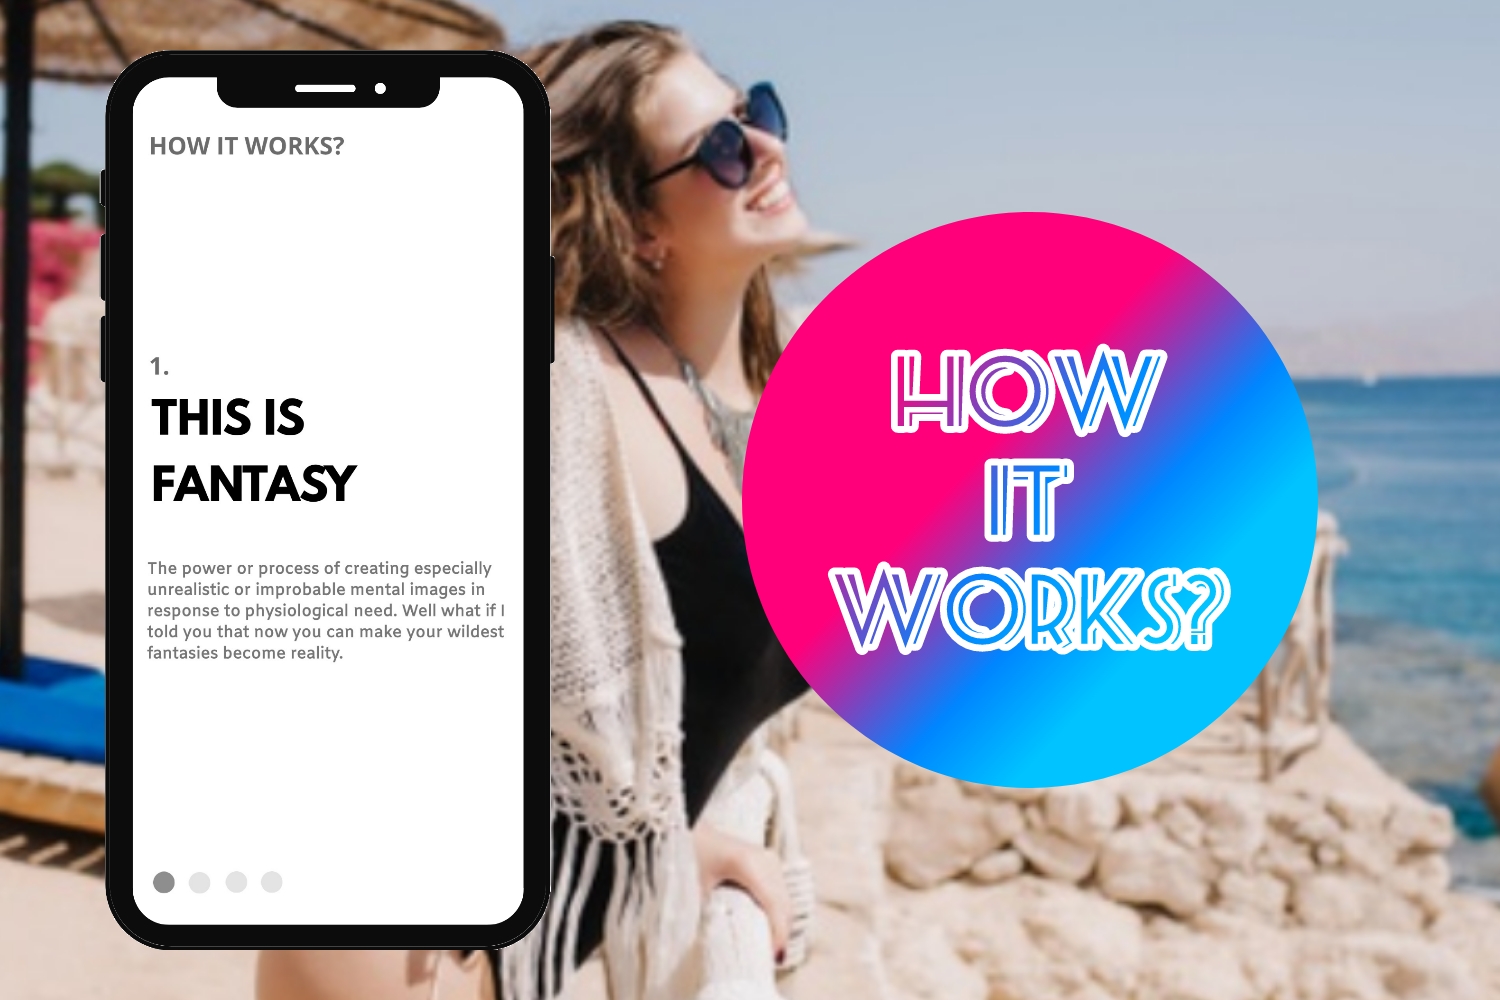 HOW IT WORKS?
1.
THIS IS
FANTASY
The power or process of creating especially
unrealistic or improbable mental images in
response to physiological need. Well what if I
told you that now you can make your wildest
fantasies become reality.
HOW
IT
WORKS?